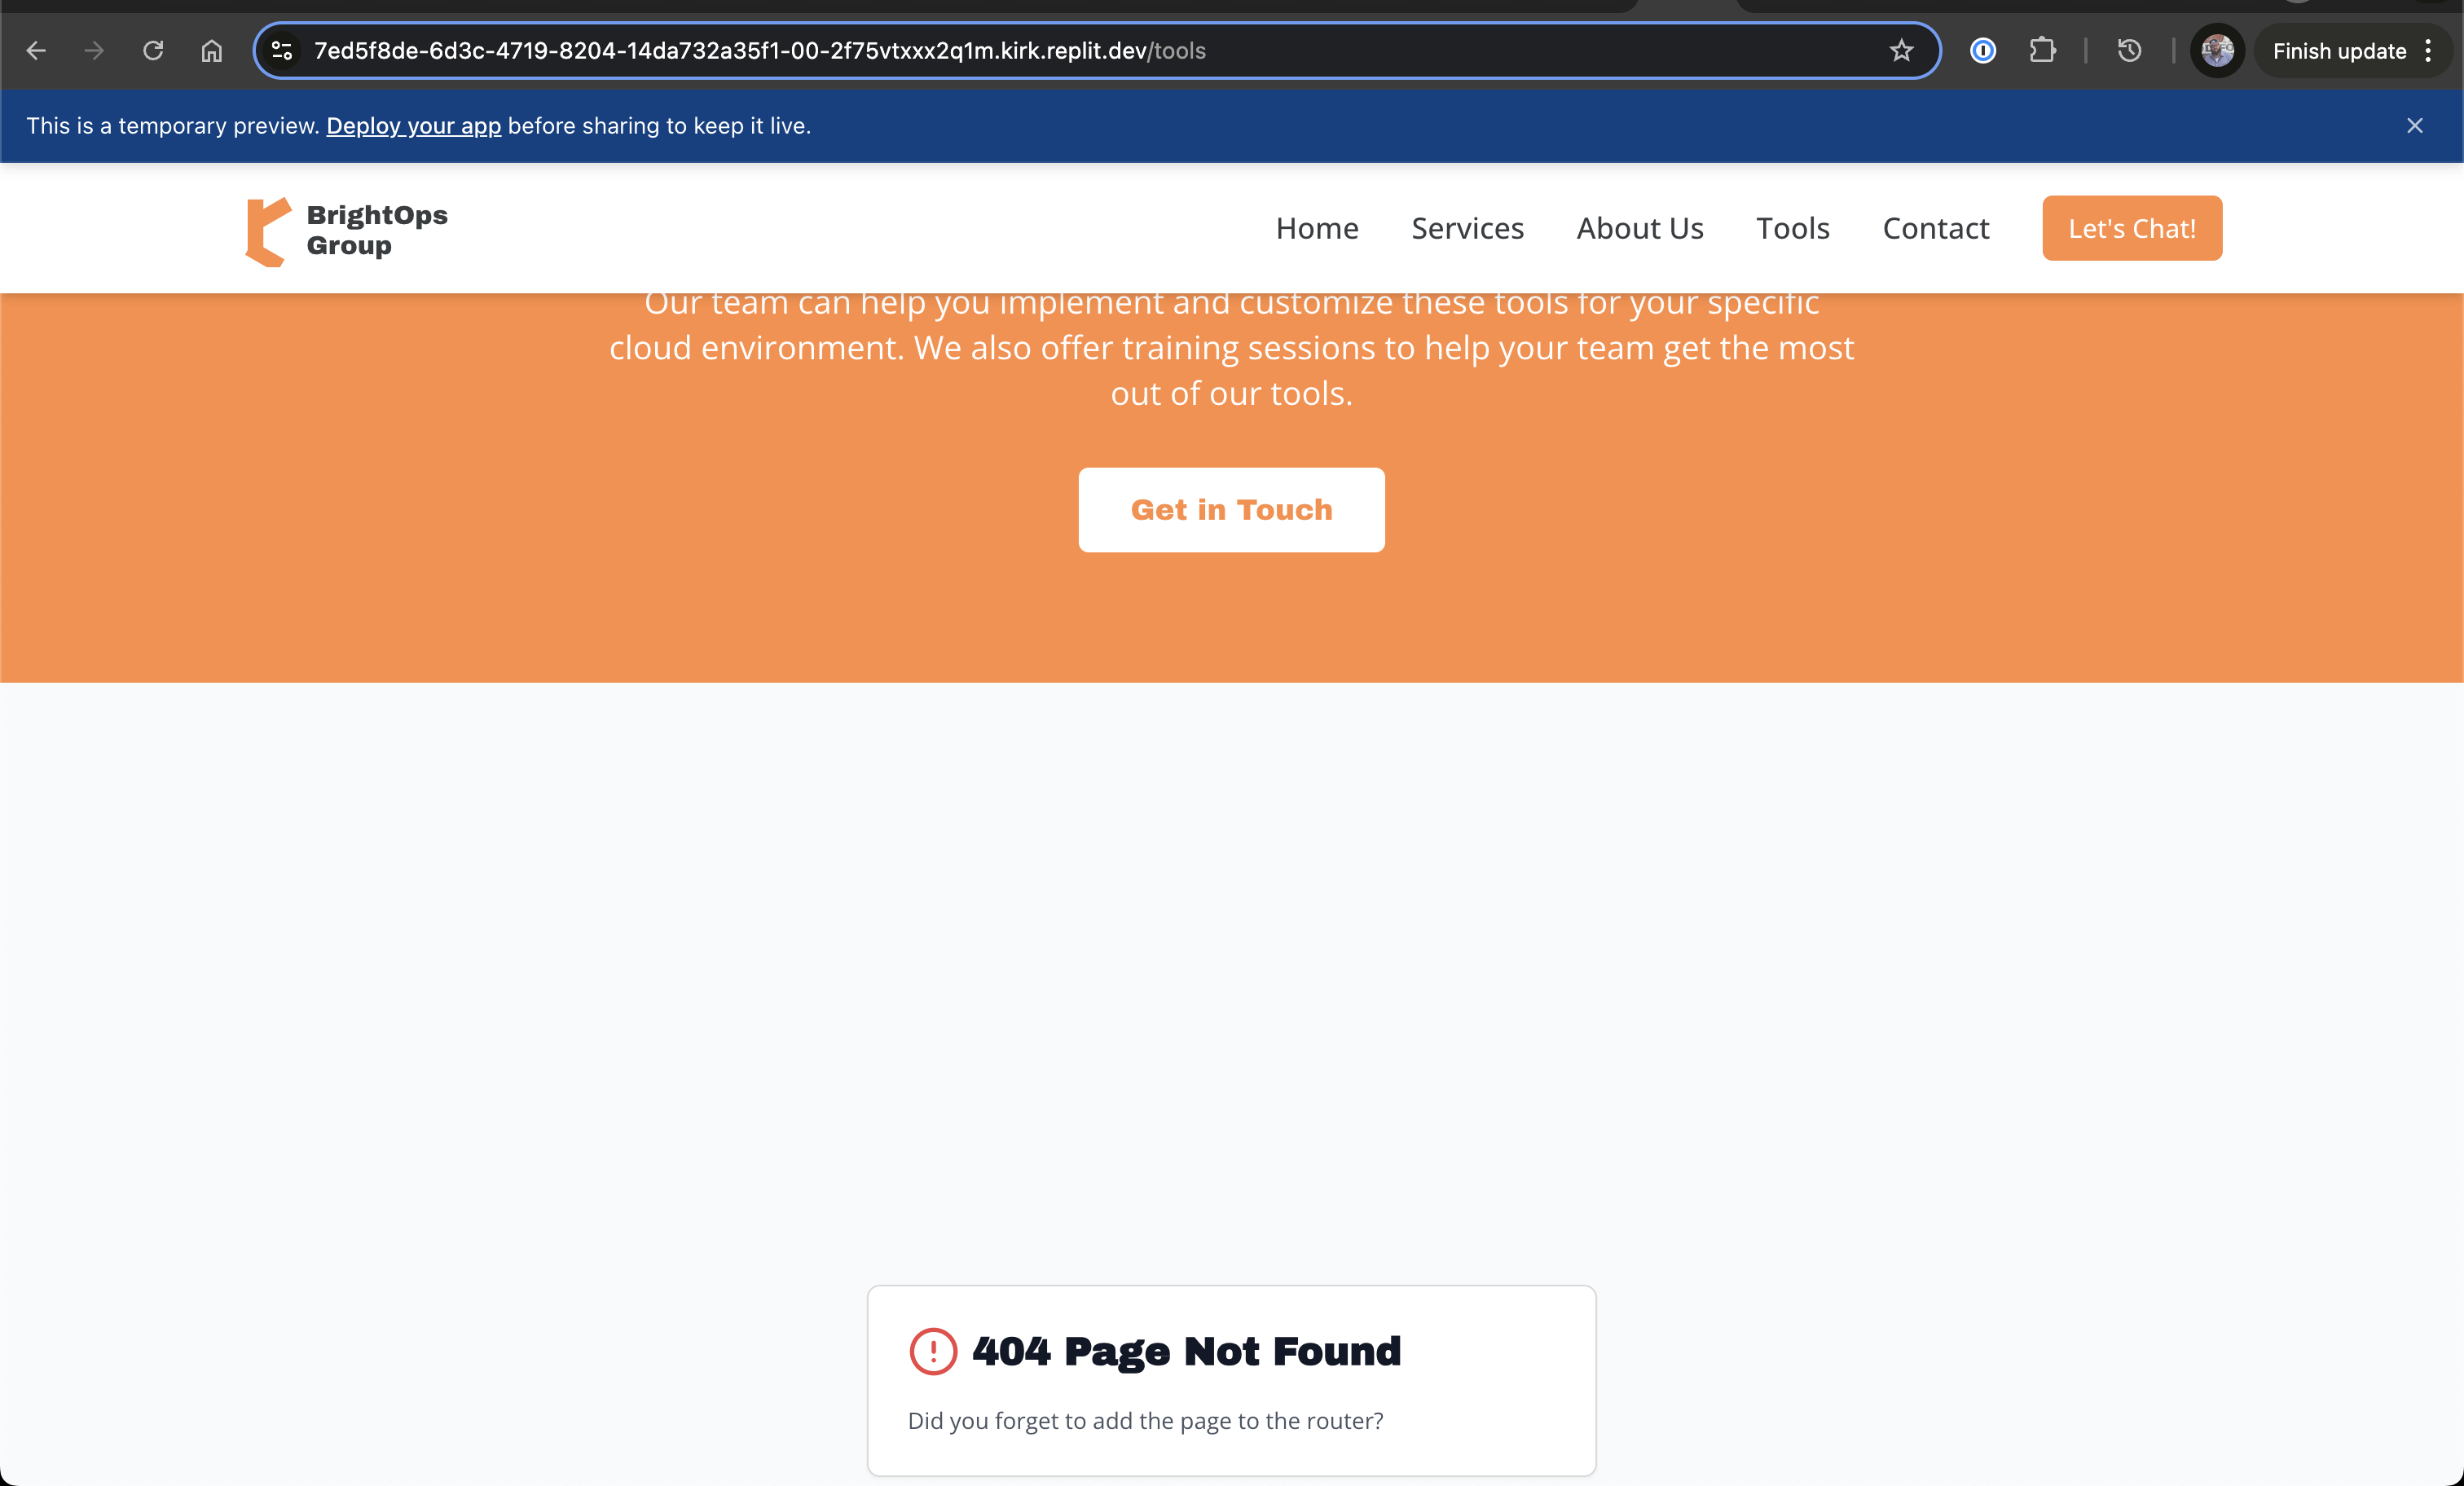 7ed5f8de-6d3c-4719-8204-14da732a35f1-00-2f75vtxxx2q1m.kirk.replit.dev/tools
Finish update
This is a temporary preview. Deploy your app before sharing to keep it live.
BrightOps
Group
Home
Services
About Us
Tools
Contact
Let's Chat!
Our team can help you implement and customize these tools for your specific
cloud environment. We also offer training sessions to help your team get the most
out of our tools.
Get in Touch
404 Page Not Found
Did you forget to add the page to the router?